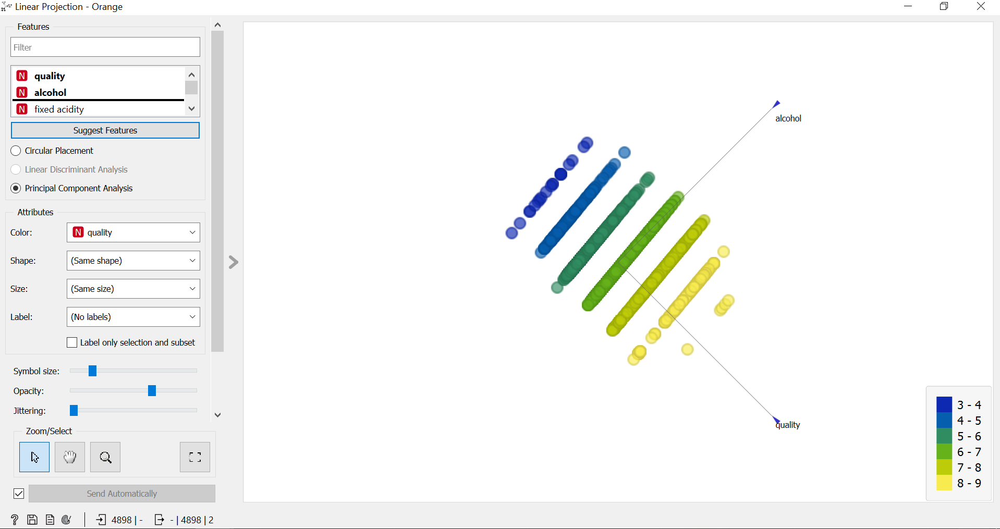 Linear Projection - Orange
Features
Filter
N quality
N alcohol
N fixed acidity
Suggest Features
Circular Placement
Linear Discriminant Analysis
Principal Component Analysis
Attributes
Color: N quality
Shape: (Same shape)
Size: (Same size)
Label: (No labels)
Label only selection and subset
Symbol size:
Opacity:
Jittering:
Zoom/Select
Send Automatically
? 4898 | - - | 4898 | 2
alcohol
quality
3 - 4
4 - 5
5 - 6
6 - 7
7 - 8
8 - 9